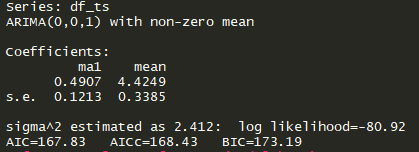 Series: df_ts
ARIMA(0,0,1) with non-zero mean
Coefficients:
ma1 mean
0.4907 4.4249
s.e. 0.1213 0.3385
sigma^2 estimated as 2.412: log likelihood=-80.92
AIC=167.83 AICc=168.43 BIC=173.19